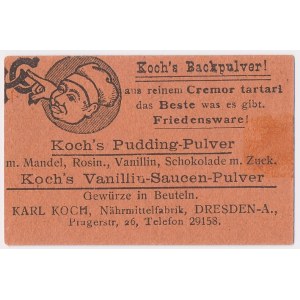 Koch's Backpulver!
aus reinem Cremor tartari
das Beste was es gibt.
Friedensware!
Koch's Pudding-Pulver
m. Mandel, Rosin., Vanillin, Schokolade m. Zuck.
Koch's Vanillin-Saucen-Pulver
Gewürze in Beuteln.
KARL KOCH, Nährmittelfabrik, DRESDEN-A.,
Pragerstr. 26, Telefon 29158.